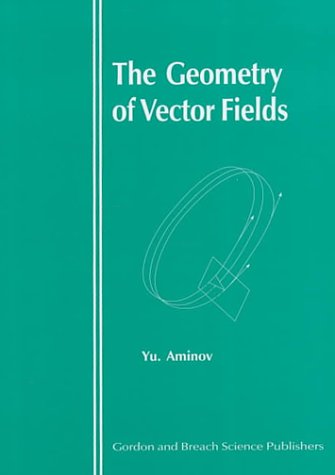 The Geometry
of Vector Fields
Yu. Aminov
Gordon and Breach Science Publishers